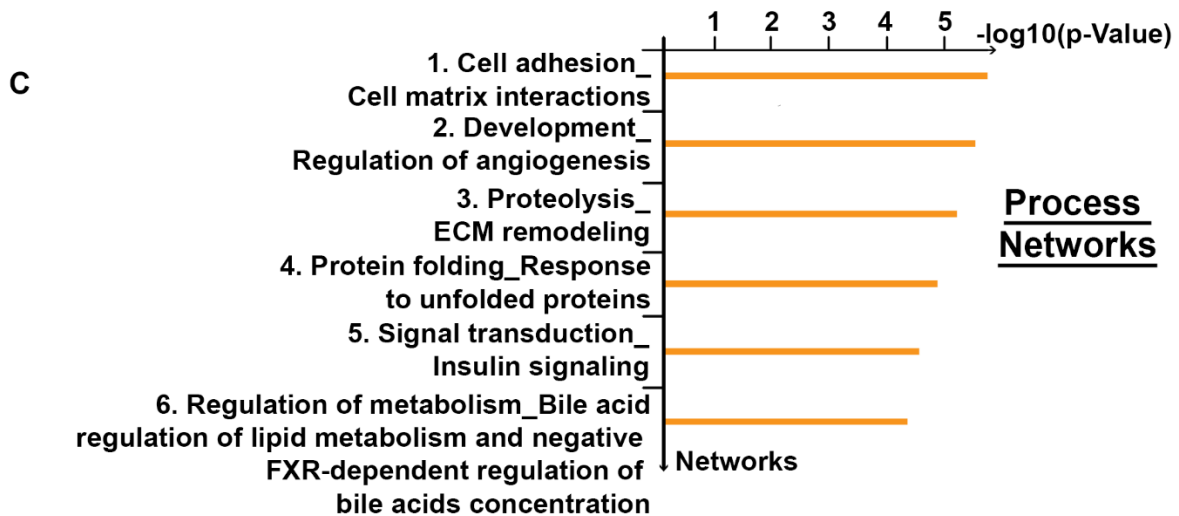 C
1 2 3 4 5
-log10(p-Value)
1. Cell adhesion_
Cell matrix interactions
2. Development_
Regulation of angiogenesis
3. Proteolysis_
ECM remodeling
4. Protein folding_Response
to unfolded proteins
5. Signal transduction_
Insulin signaling
6. Regulation of metabolism_Bile acid
regulation of lipid metabolism and negative
FXR-dependent regulation of
bile acids concentration
Networks
Process
Networks